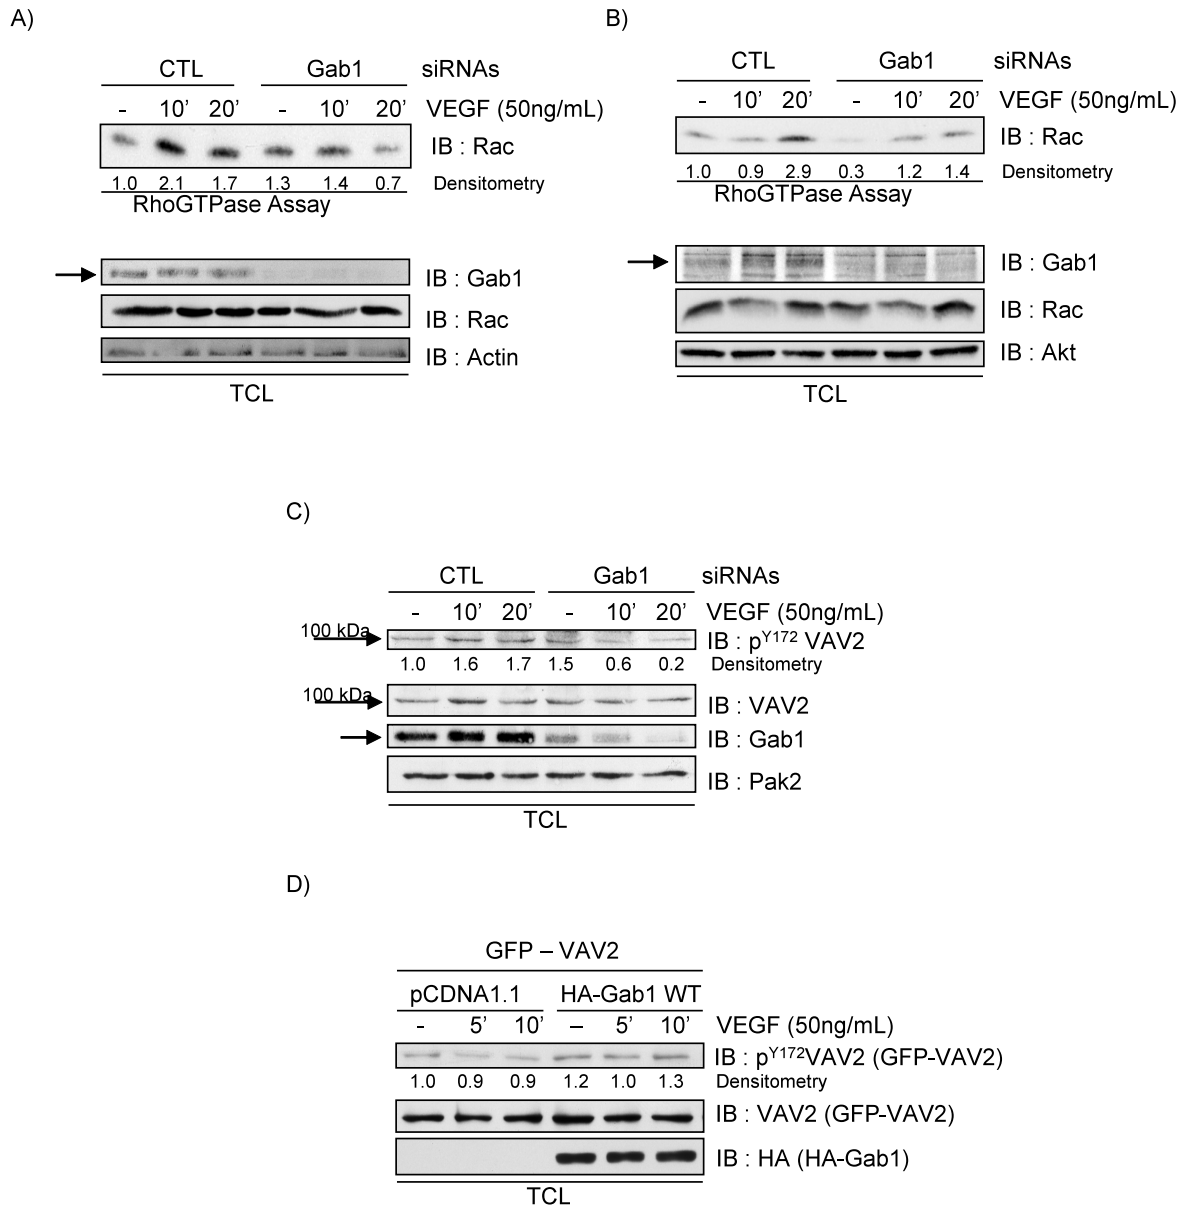 A)
CTL Gab1 siRNAs
- 10’ 20’ - 10’ 20’ VEGF (50ng/mL)
IB : Rac
1.0 2.1 1.7 1.3 1.4 0.7 Densitometry
RhoGTPase Assay
IB : Gab1
IB : Rac
IB : Actin
TCL
B)
CTL Gab1 siRNAs
- 10’ 20’ - 10’ 20’ VEGF (50ng/mL)
IB : Rac
1.0 0.9 2.9 0.3 1.2 1.4 Densitometry
RhoGTPase Assay
IB : Gab1
IB : Rac
IB : Akt
TCL
C)
CTL Gab1 siRNAs
- 10’ 20’ - 10’ 20’ VEGF (50ng/mL)
100 kDa IB : pY172 VAV2
1.0 1.6 1.7 1.5 0.6 0.2 Densitometry
100 kDa IB : VAV2
IB : Gab1
IB : Pak2
TCL
D)
GFP – VAV2
pCDNA1.1 HA-Gab1 WT
- 5’ 10’ – 5’ 10’ VEGF (50ng/mL)
IB : pY172VAV2 (GFP-VAV2)
1.0 0.9 0.9 1.2 1.0 1.3 Densitometry
IB : VAV2 (GFP-VAV2)
IB : HA (HA-Gab1)
TCL